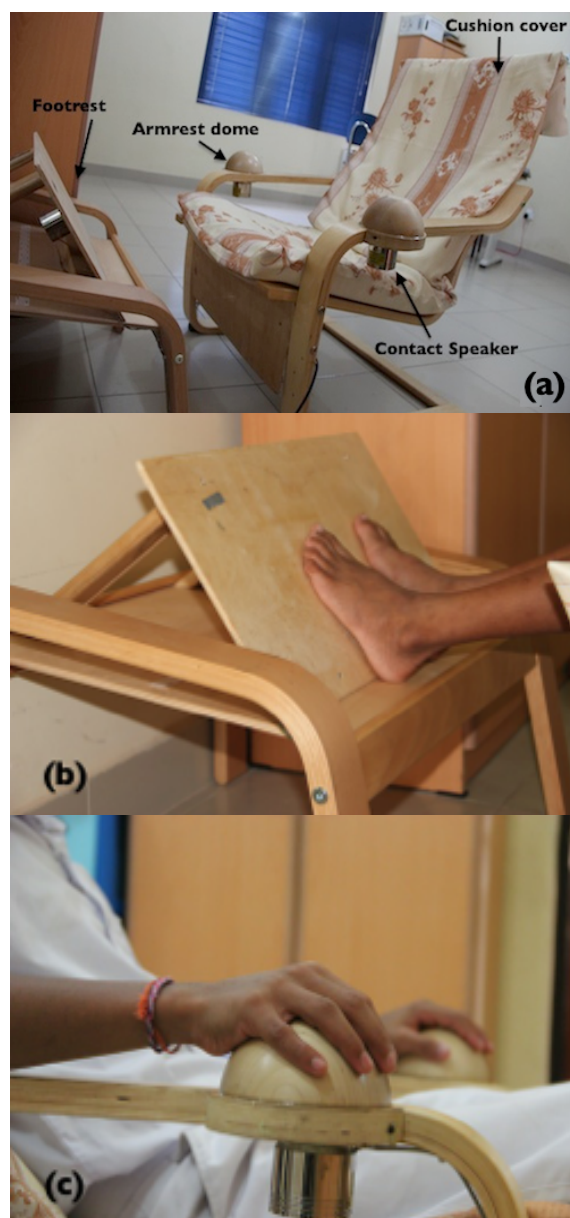 Cushion cover
Footrest
Armrest dome
Contact Speaker
(a)
(b)
(c)